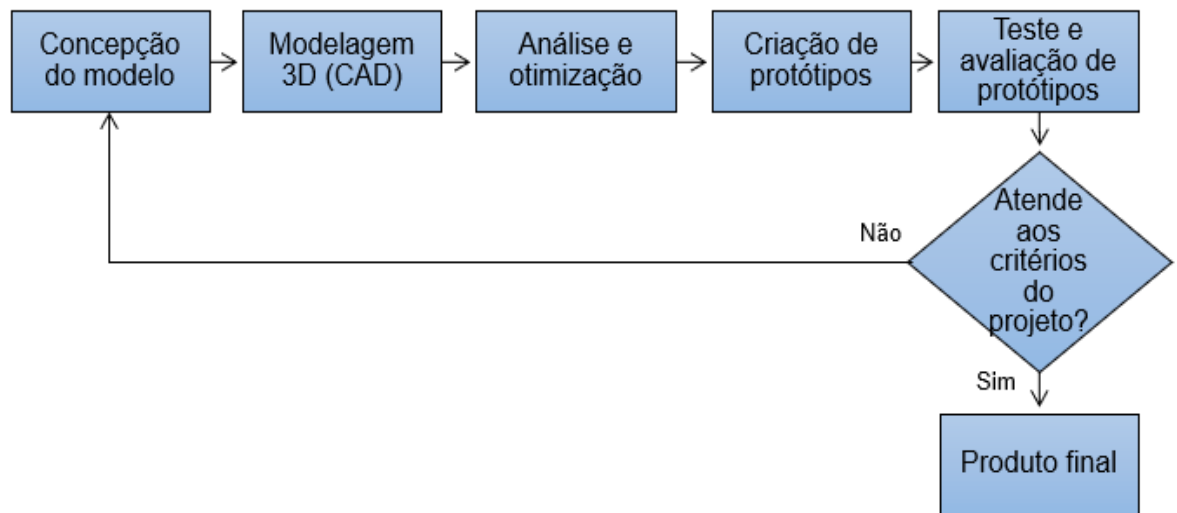 Concepção
do modelo
Modelagem
3D (CAD)
Análise e
otimização
Criação de
protótipos
Teste e
avaliação de
protótipos
Atende
aos
critérios
do
projeto?
Não
Sim
Produto final